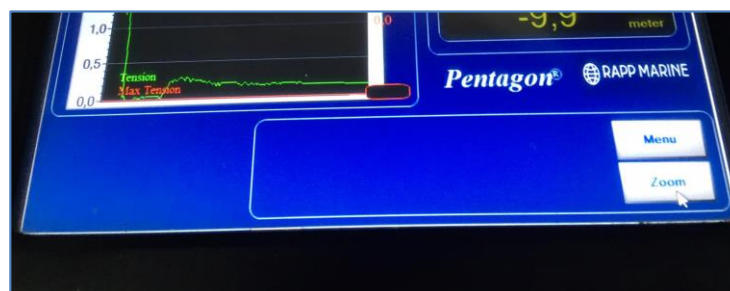 1,0
0,0
-9,9
meter
0,5
Tension
Max Tension
0,0
Pentagon®
RAPP MARINE
Menu
Zoom